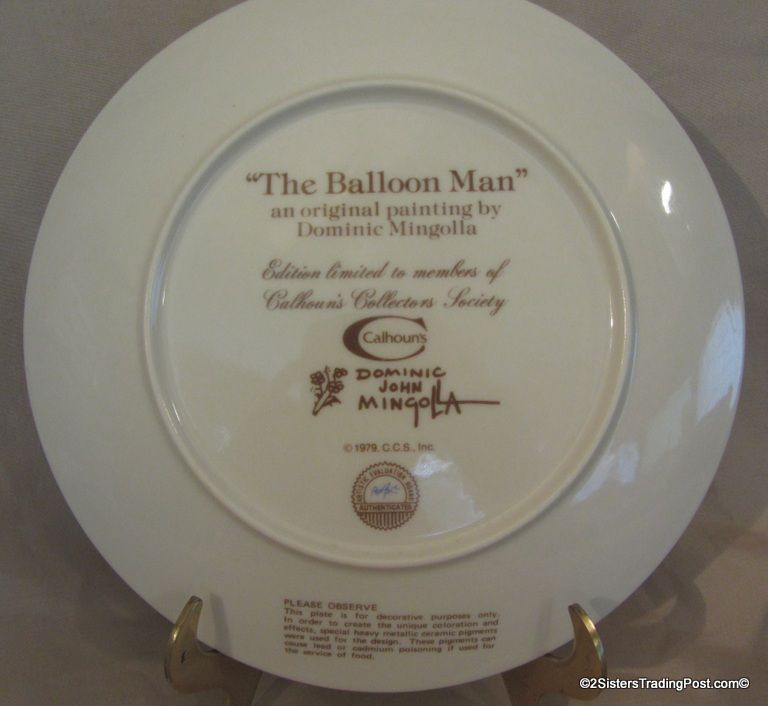 “The Balloon Man”
an original painting by
Dominic Mingolla
Edition limited to members of
Calhoun's Collectors Society
Calhoun's
DOMINIC
JOHN
MINGOLLA
© 1979, C.C.S., Inc.
ARTISTIC EVALUATION BOARD
AUTHENTICATED
PLEASE OBSERVE
This plate is for decorative purposes only.
In order to create the unique coloration and
effects, special heavy metallic ceramic pigments
were used for the design. These pigments can
cause lead or cadmium poisoning if used for
the service of food.
©2SistersTradingPost.com©